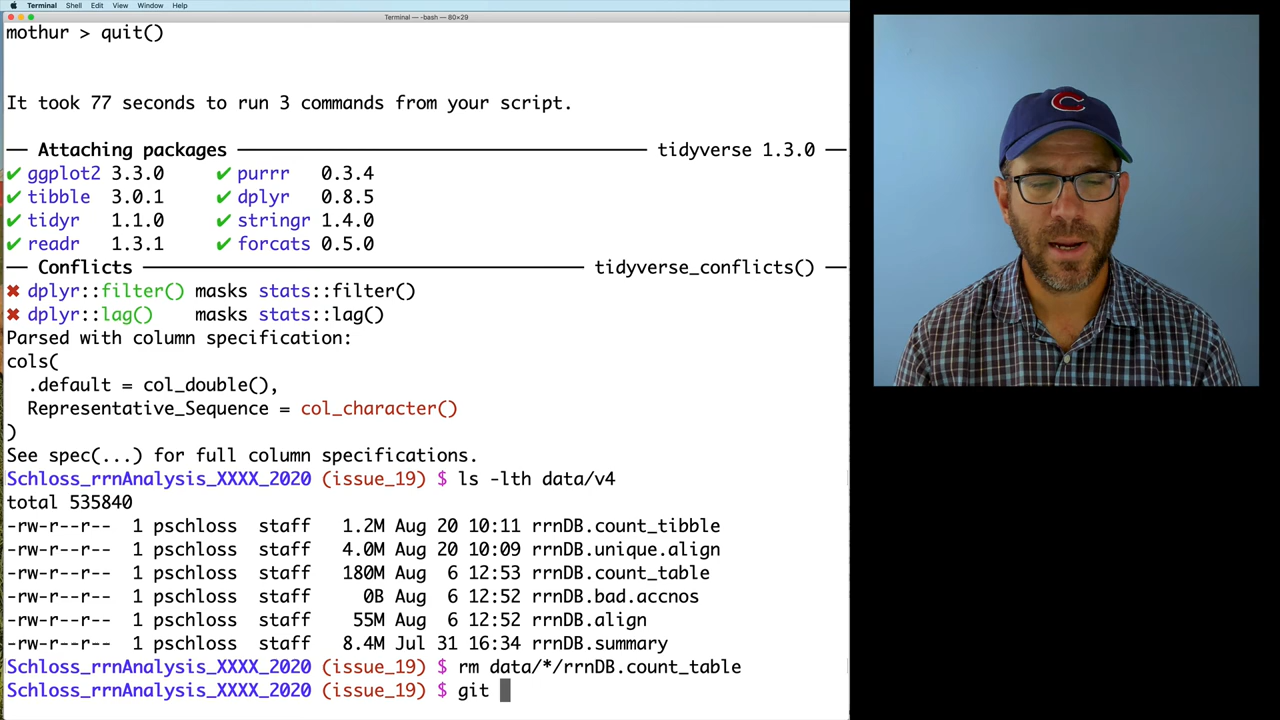 Terminal Shell Edit View Window Help
Terminal — -bash — 80×29
mothur > quit()
It took 77 seconds to run 3 commands from your script.
── Attaching packages ─────────────────────────────────────── tidyverse 1.3.0 ──
✔ ggplot2 3.3.0 ✔ purrr 0.3.4
✔ tibble 3.0.1 ✔ dplyr 0.8.5
✔ tidyr 1.1.0 ✔ stringr 1.4.0
✔ readr 1.3.1 ✔ forcats 0.5.0
── Conflicts ────────────────────────────────────────── tidyverse_conflicts() ──
✖ dplyr::filter() masks stats::filter()
✖ dplyr::lag() masks stats::lag()
Parsed with column specification:
cols(
.default = col_double(),
Representative_Sequence = col_character()
)
See spec(...) for full column specifications.
Schloss_rrnAnalysis_XXXX_2020 (issue_19) $ ls -lth data/v4
total 535840
-rw-r--r-- 1 pschloss staff 1.2M Aug 20 10:11 rrnDB.count_tibble
-rw-r--r-- 1 pschloss staff 4.0M Aug 20 10:09 rrnDB.unique.align
-rw-r--r-- 1 pschloss staff 180M Aug 6 12:53 rrnDB.count_table
-rw-r--r-- 1 pschloss staff 0B Aug 6 12:52 rrnDB.bad.accnos
-rw-r--r-- 1 pschloss staff 55M Aug 6 12:52 rrnDB.align
-rw-r--r-- 1 pschloss staff 8.4M Jul 31 16:34 rrnDB.summary
Schloss_rrnAnalysis_XXXX_2020 (issue_19) $ rm data/*/rrnDB.count_table
Schloss_rrnAnalysis_XXXX_2020 (issue_19) $ git
C